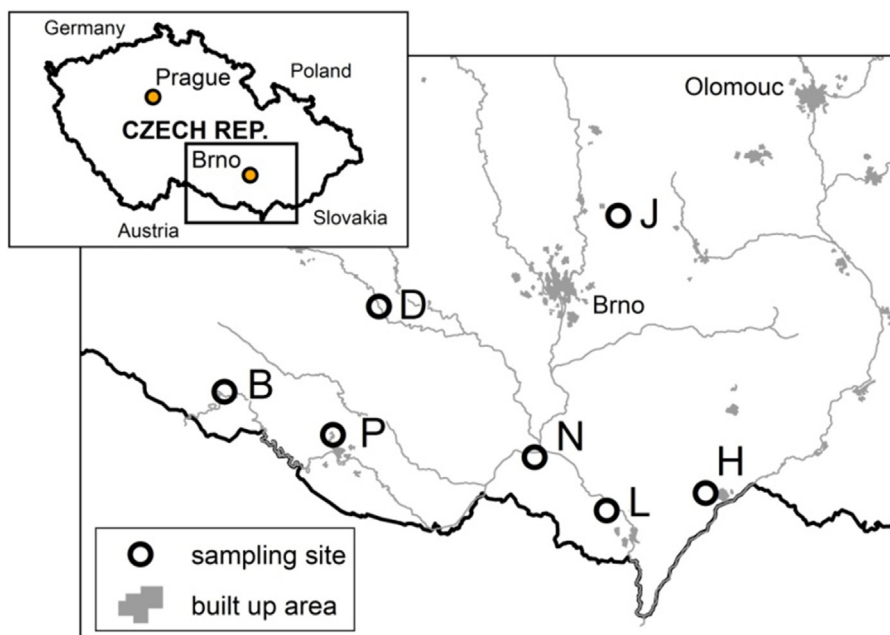 Germany
Poland
Prague
CZECH REP.
Brno
Austria
Slovakia
Olomouc
J
Brno
D
B
P
N
H
L
sampling site
built up area